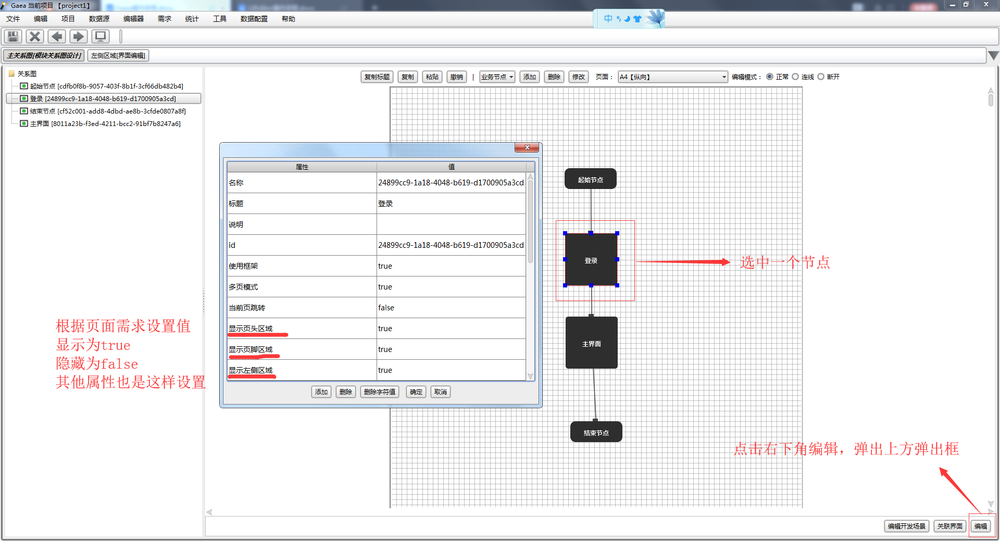 Gaea 当前项目 【project1】
文件 编辑 项目 数据源 编辑器 需求 统计 工具 数据配置 帮助
中
主关系图[模块关系图设计] 左侧区域[界面编辑]
关系图
起始节点 [cdfb0f8b-9057-403f-8b1f-3cf66db482b4]
登录 [24899cc9-1a18-4048-b619-d1700905a3cd]
结束节点 [cf52c001-add8-4dbd-ae8b-3cfde0807a8f]
主界面 [8011a23b-f3ed-4211-bcc2-91bf7b8247a6]
复制标题 复制 粘贴 撤销 | 业务节点 添加 删除 修改 页面： A4【纵向】 编辑模式： 正常 连线 断开
属性 值
名称 24899cc9-1a18-4048-b619-d1700905a3cd
标题 登录
说明
id 24899cc9-1a18-4048-b619-d1700905a3cd
使用框架 true
多页模式 true
当前页跳转 false
显示页头区域 true
显示页脚区域 true
显示左侧区域 true
添加 删除 删除字符值 确定 取消
起始节点
登录
主界面
结束节点
选中一个节点
根据页面需求设置值
显示为true
隐藏为false
其他属性也是这样设置
点击右下角编辑，弹出上方弹出框
编辑开发场景 关联界面 编辑